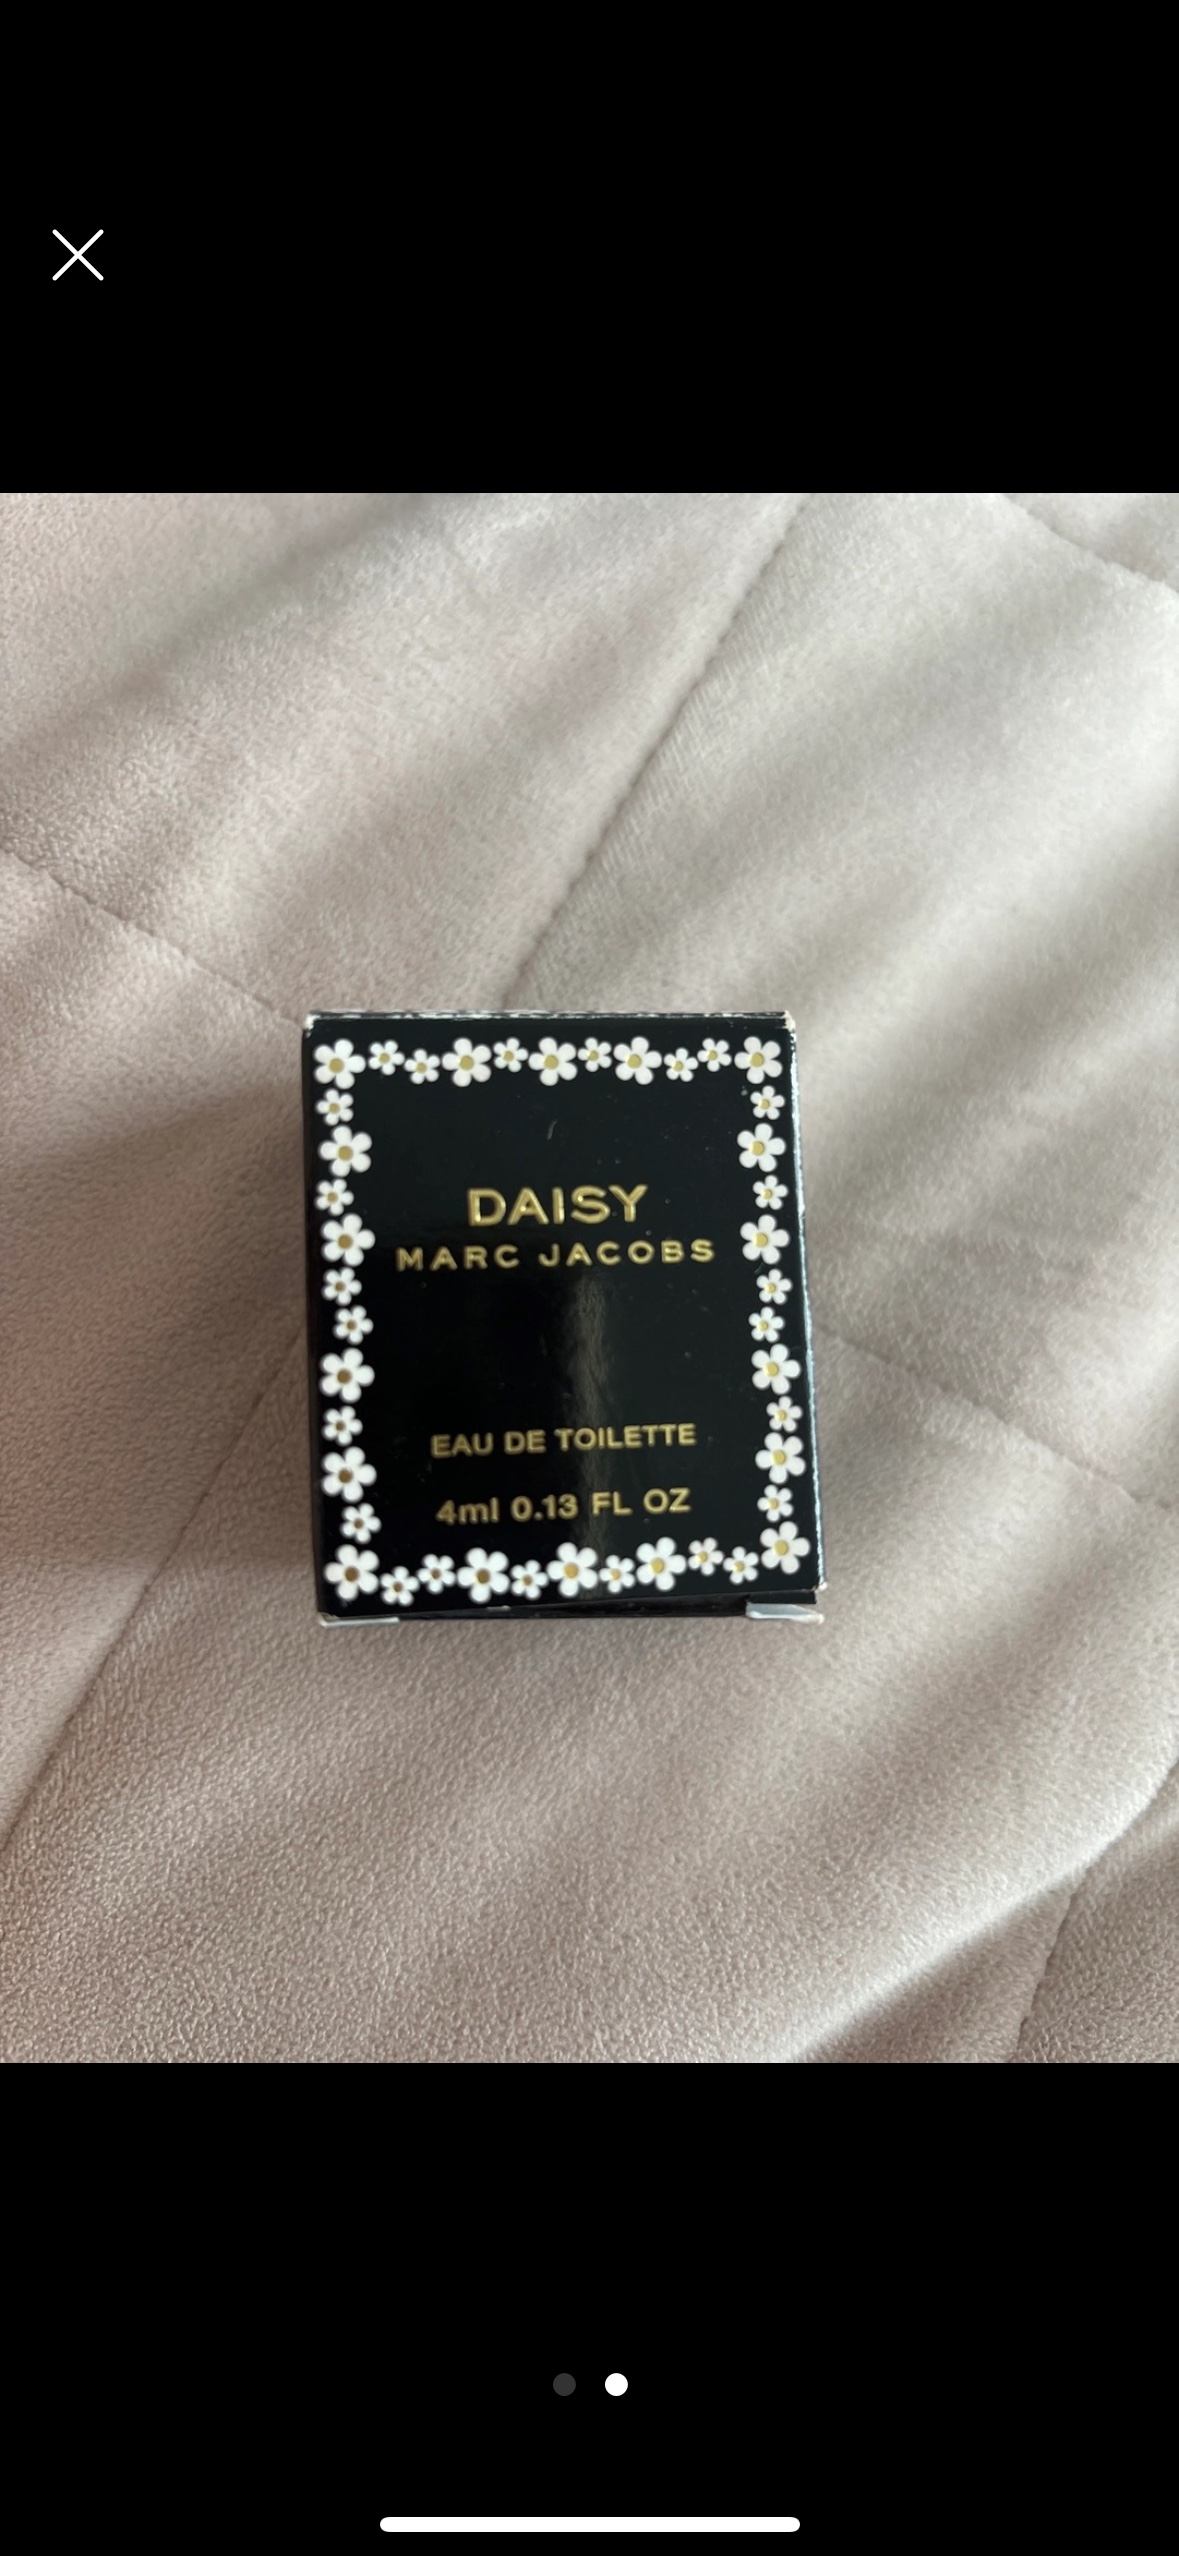 DAISY
MARC JACOBS
EAU DE TOILETTE
4ml 0.13 FL OZ